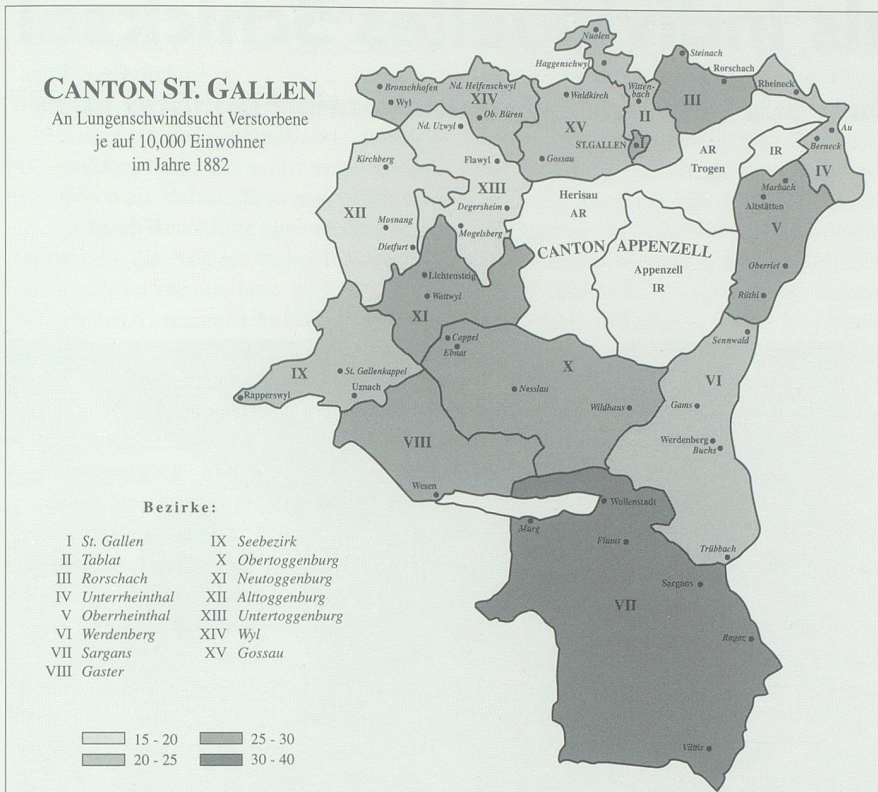 CANTON ST. GALLEN
An Lungenschwindsucht Verstorbene
je auf 10,000 Einwohner
im Jahre 1882
Nuolen
Haggenschwyl
Steinach
Rorschach
Rheineck
Bronschhofen
Wyl
Nd. Helfenschwyl
XIV
Ob. Büren
Waldkirch
XV
Witten-
bach
II
III
ST.GALLEN
I
Gossau
Au
Berneck
IV
Nd. Uzwyl
Flawyl
Kirchberg
XIII
XII
Degersheim
Mosnang
Mogelsberg
Dietfurt
AR
Trogen
IR
Herisau
AR
CANTON APPENZELL
Appenzell
IR
Marbach
Altstätten
V
Oberriet
Rüthi
Lichtensteig
Wattwyl
XI
Cappel
Ebnat
Sennwald
IX
St. Gallenkappel
Uznach
Rapperswyl
X
Nesslau
Wildhaus
VI
Gams
Werdenberg
Buchs
VIII
Wesen
Wallenstadt
Murg
Flums
Trübbach
Sargans
VII
Ragaz
Vättis
Bezirke:
I St. Gallen
II Tablat
III Rorschach
IV Unterrheinthal
V Oberrheinthal
VI Werdenberg
VII Sargans
VIII Gaster
IX Seebezirk
X Obertoggenburg
XI Neutoggenburg
XII Alttoggenburg
XIII Untertoggenburg
XIV Wyl
XV Gossau
15 - 20
20 - 25
25 - 30
30 - 40